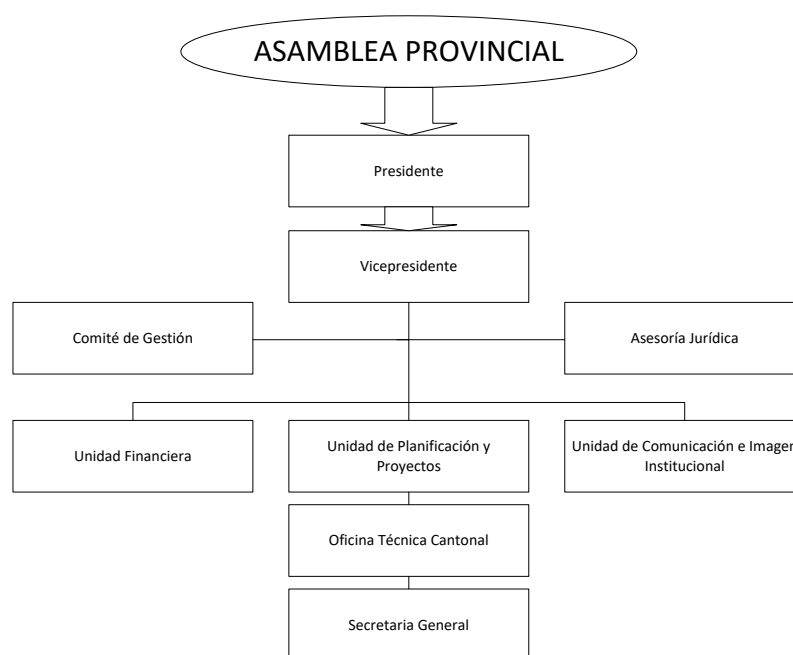 ASAMBLEA PROVINCIAL
Presidente
Vicepresidente
Comité de Gestión
Asesoría Jurídica
Unidad Financiera
Unidad de Planificación y
Proyectos
Unidad de Comunicación e Imagen
Institucional
Oficina Técnica Cantonal
Secretaria General